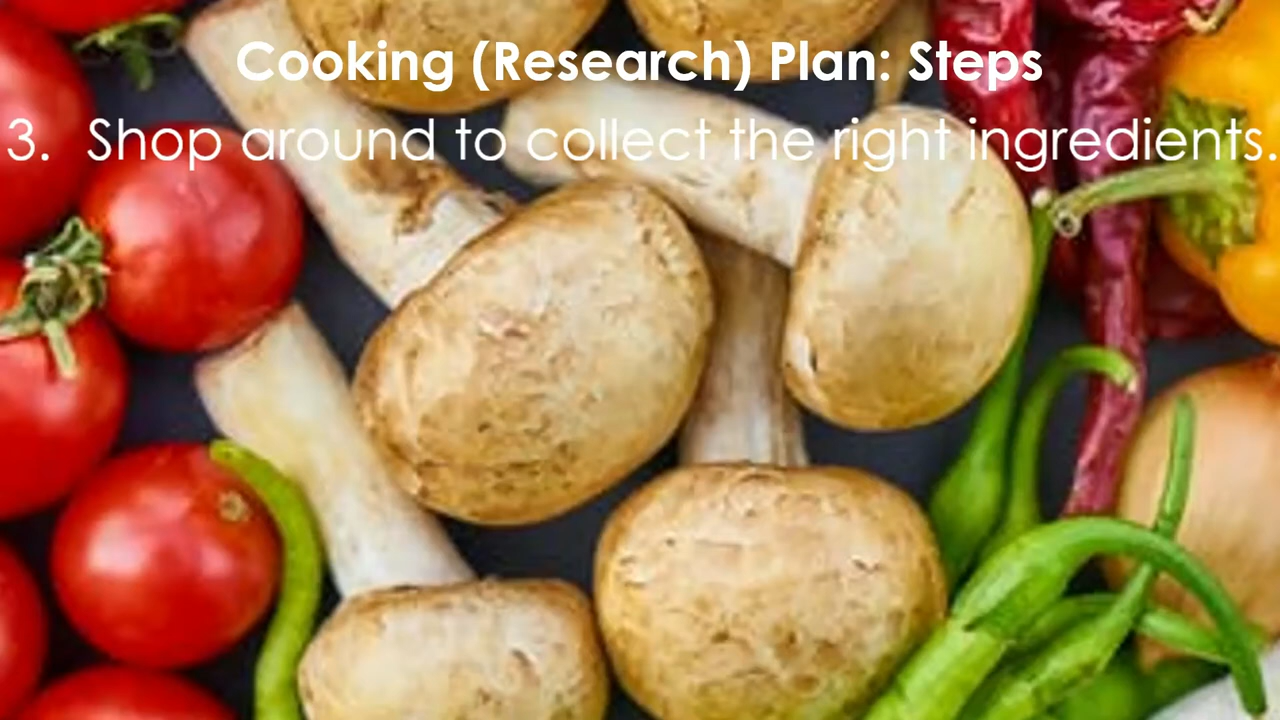 Cooking (Research) Plan: Steps
3. Shop around to collect the right ingredients.